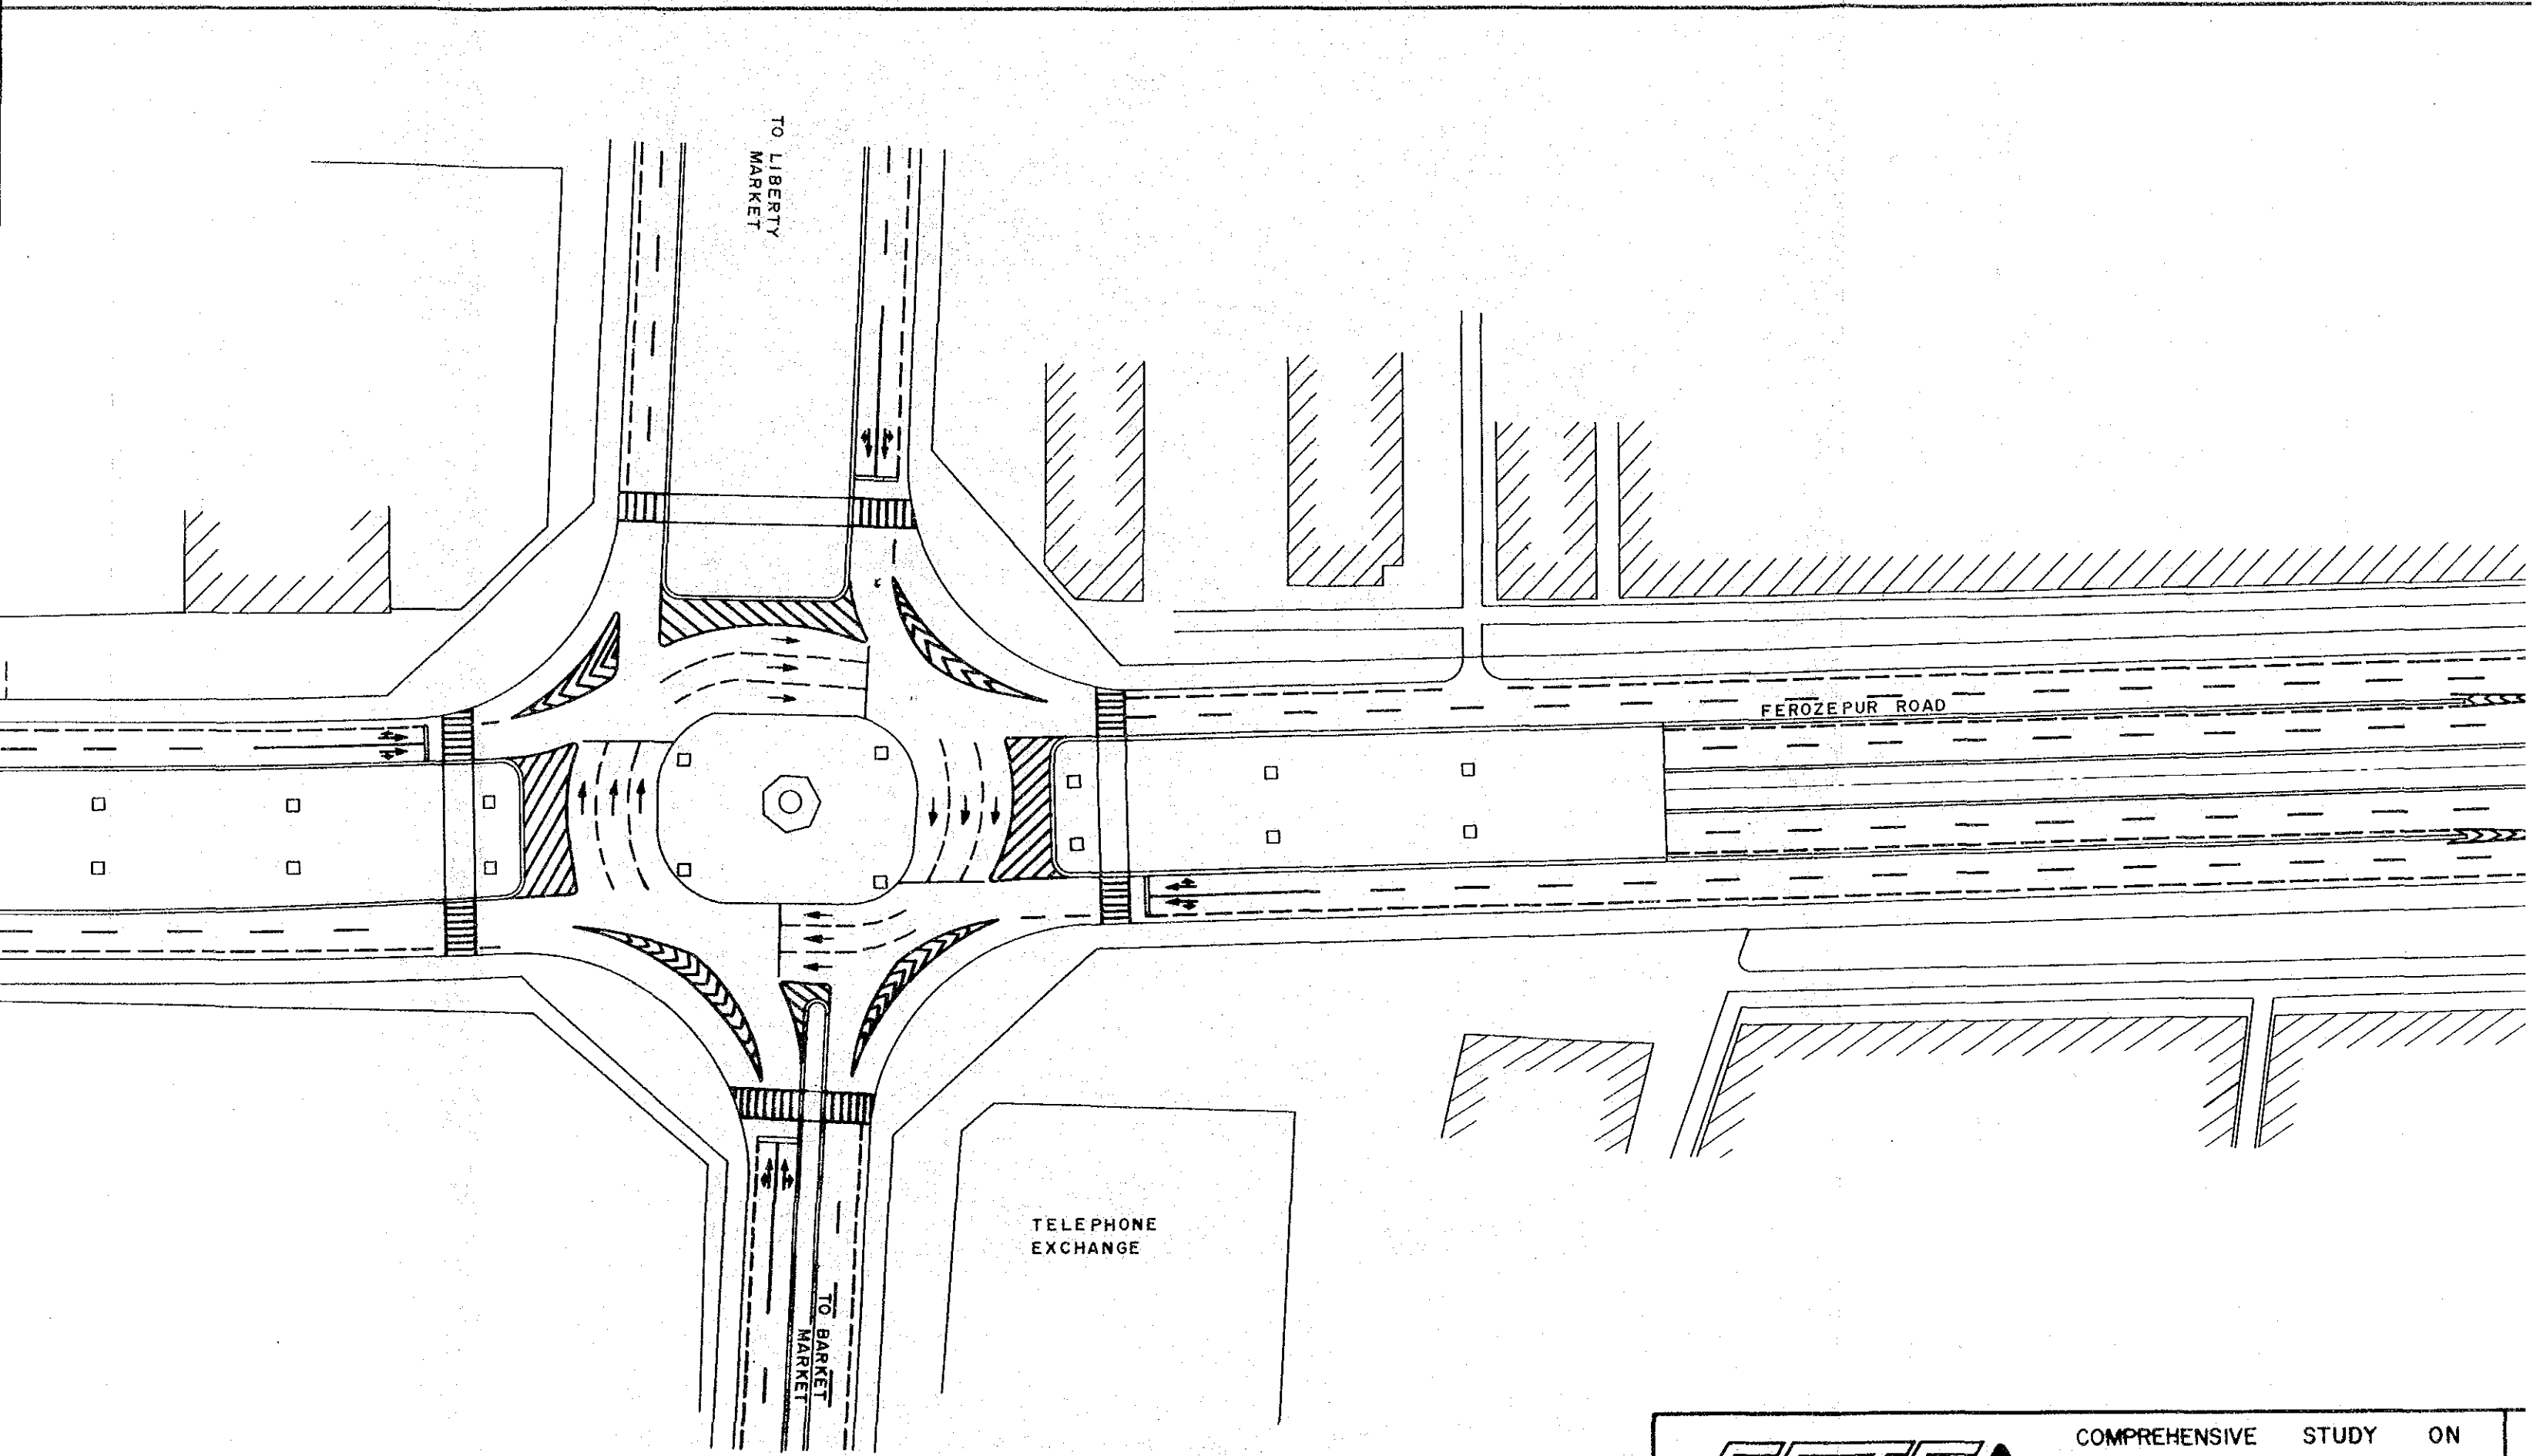 TO LIBERTY
MARKET
FEROZEPUR ROAD
TELEPHONE
EXCHANGE
TO BARKET
MARKET
COMPREHENSIVE STUDY ON